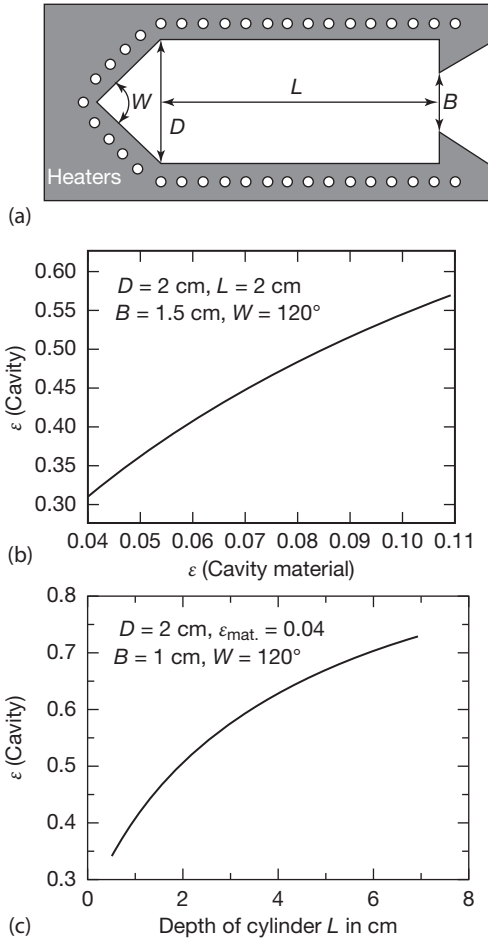 W
L
D
B
Heaters
(a)
0.60
0.55
0.50
0.45
0.40
0.35
0.30
ε (Cavity)
D = 2 cm, L = 2 cm
B = 1.5 cm, W = 120°
0.04 0.05 0.06 0.07 0.08 0.09 0.10 0.11
(b)
ε (Cavity material)
0.8
0.7
0.6
0.5
0.4
0.3
ε (Cavity)
D = 2 cm, εmat. = 0.04
B = 1 cm, W = 120°
0 2 4 6 8
(c)
Depth of cylinder L in cm